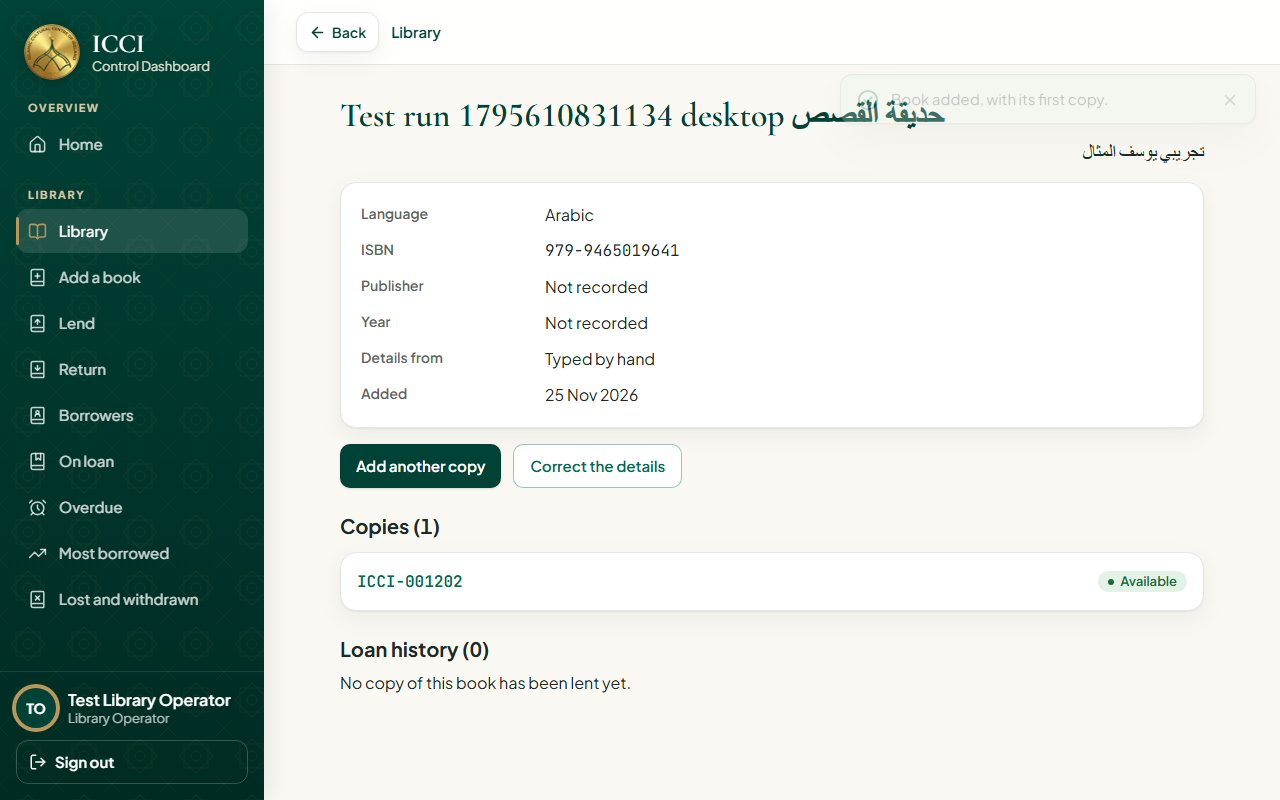 ICCI
Control Dashboard
OVERVIEW
Home
LIBRARY
Library
Add a book
Lend
Return
Borrowers
On loan
Overdue
Most borrowed
Lost and withdrawn
TO
Test Library Operator
Library Operator
Sign out
Back
Library
Book added, with its first copy.
Test run 1795610831134 desktop حديقة القصص
تجريبي يوسف المثال
Language
Arabic
ISBN
979-9465019641
Publisher
Not recorded
Year
Not recorded
Details from
Typed by hand
Added
25 Nov 2026
Add another copy
Correct the details
Copies (1)
ICCI-001202
Available
Loan history (0)
No copy of this book has been lent yet.